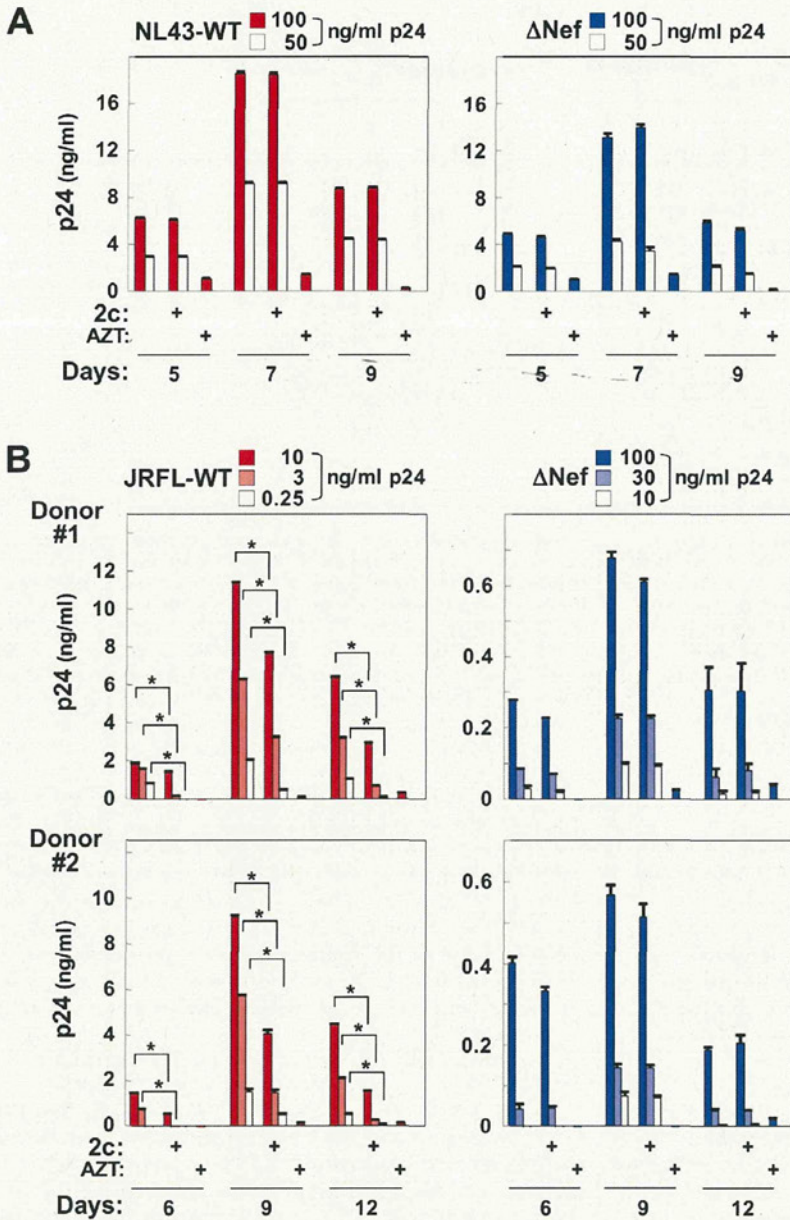 A
NL43-WT 100 50 ng/ml p24
ΔNef 100 50 ng/ml p24
p24 (ng/ml)
16
12
8
4
0
16
12
8
4
0
2c: + + + + + +
AZT: + + + + + +
Days: 5 7 9 5 7 9
B
JRFL-WT 10 3 0.25 ng/ml p24
ΔNef 100 30 10 ng/ml p24
Donor #1
p24 (ng/ml)
12
10
8
6
4
2
0
* * * * * * * * *
0.6
0.4
0.2
0
Donor #2
p24 (ng/ml)
10
8
6
4
2
0
* * * * * * * *
0.6
0.4
0.2
0
2c: + + + + + +
AZT: + + + + + +
Days: 6 9 12 6 9 12